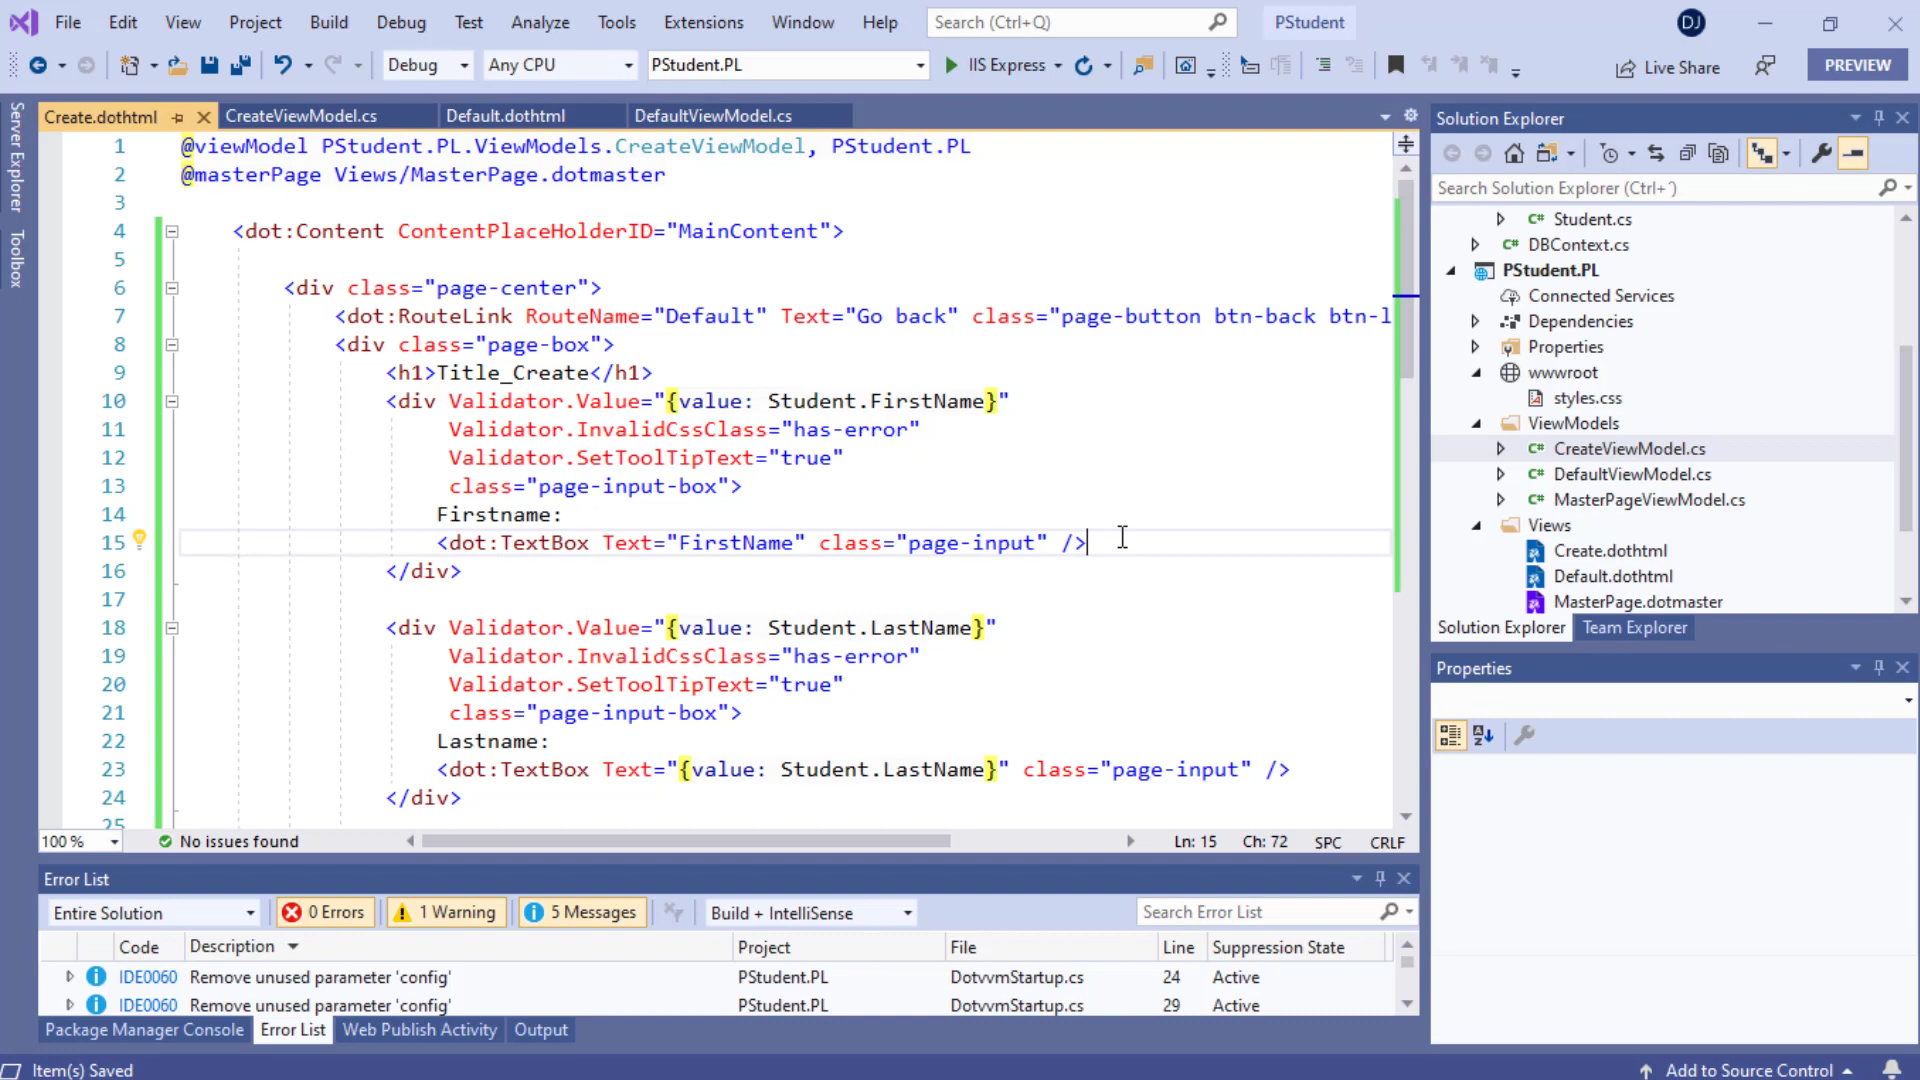 File Edit View Project Build Debug Test Analyze Tools Extensions Window Help Search (Ctrl+Q) PStudent DJ
Debug Any CPU PStudent.PL IIS Express Live Share PREVIEW
Server Explorer
Toolbox
Create.dothtml CreateViewModel.cs Default.dothtml DefaultViewModel.cs
1 @viewModel PStudent.PL.ViewModels.CreateViewModel, PStudent.PL
2 @masterPage Views/MasterPage.dotmaster
3
4 <dot:Content ContentPlaceHolderID="MainContent">
5
6 <div class="page-center">
7 <dot:RouteLink RouteName="Default" Text="Go back" class="page-button btn-back btn-l
8 <div class="page-box">
9 <h1>Title_Create</h1>
10 <div Validator.Value="{value: Student.FirstName}"
11 Validator.InvalidCssClass="has-error"
12 Validator.SetToolTipText="true"
13 class="page-input-box">
14 Firstname:
15 <dot:TextBox Text="FirstName" class="page-input" />
16 </div>
17
18 <div Validator.Value="{value: Student.LastName}"
19 Validator.InvalidCssClass="has-error"
20 Validator.SetToolTipText="true"
21 class="page-input-box">
22 Lastname:
23 <dot:TextBox Text="{value: Student.LastName}" class="page-input" />
24 </div>
25
100 % No issues found Ln: 15 Ch: 72 SPC CRLF
Error List
Entire Solution 0 Errors 1 Warning 5 Messages Build + IntelliSense Search Error List
Code Description Project File Line Suppression State
IDE0060 Remove unused parameter 'config' PStudent.PL DotvvmStartup.cs 24 Active
IDE0060 Remove unused parameter 'config' PStudent.PL DotvvmStartup.cs 29 Active
Package Manager Console Error List Web Publish Activity Output
Solution Explorer
Search Solution Explorer (Ctrl+´)
C# Student.cs
C# DBContext.cs
PStudent.PL
Connected Services
Dependencies
Properties
wwwroot
styles.css
ViewModels
C# CreateViewModel.cs
C# DefaultViewModel.cs
C# MasterPageViewModel.cs
Views
Create.dothtml
Default.dothtml
MasterPage.dotmaster
Solution Explorer Team Explorer
Properties
Item(s) Saved Add to Source Control